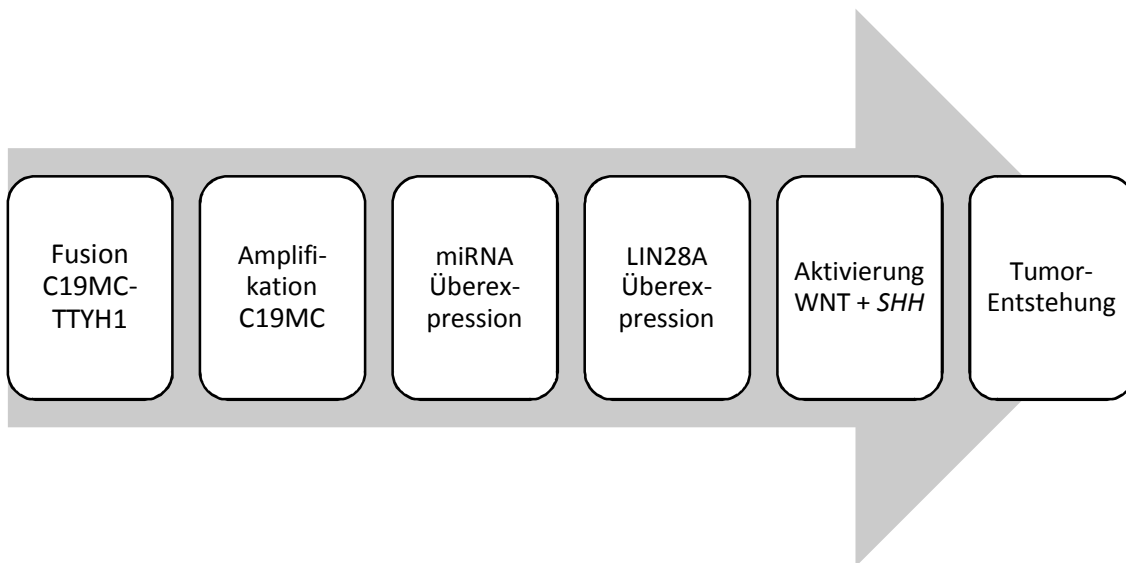 Fusion
C19MC-
TTYH1
Amplifi-
kation
C19MC
miRNA
Überex-
pression
LIN28A
Überex-
pression
Aktivierung
WNT + SHH
Tumor-
Entstehung